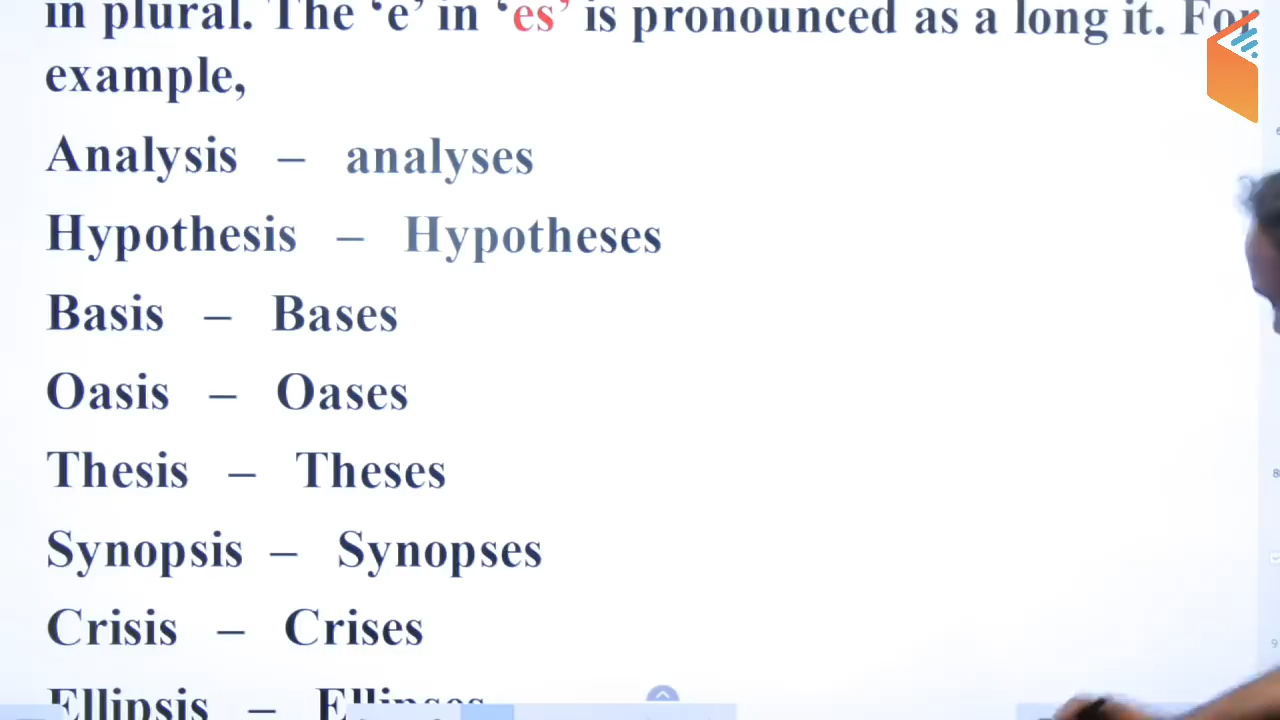 in plural. The ‘e’ in ‘es’ is pronounced as a long it. For
example,
Analysis – analyses
Hypothesis – Hypotheses
Basis – Bases
Oasis – Oases
Thesis – Theses
Synopsis – Synopses
Crisis – Crises
Ellipsis – Ellipses